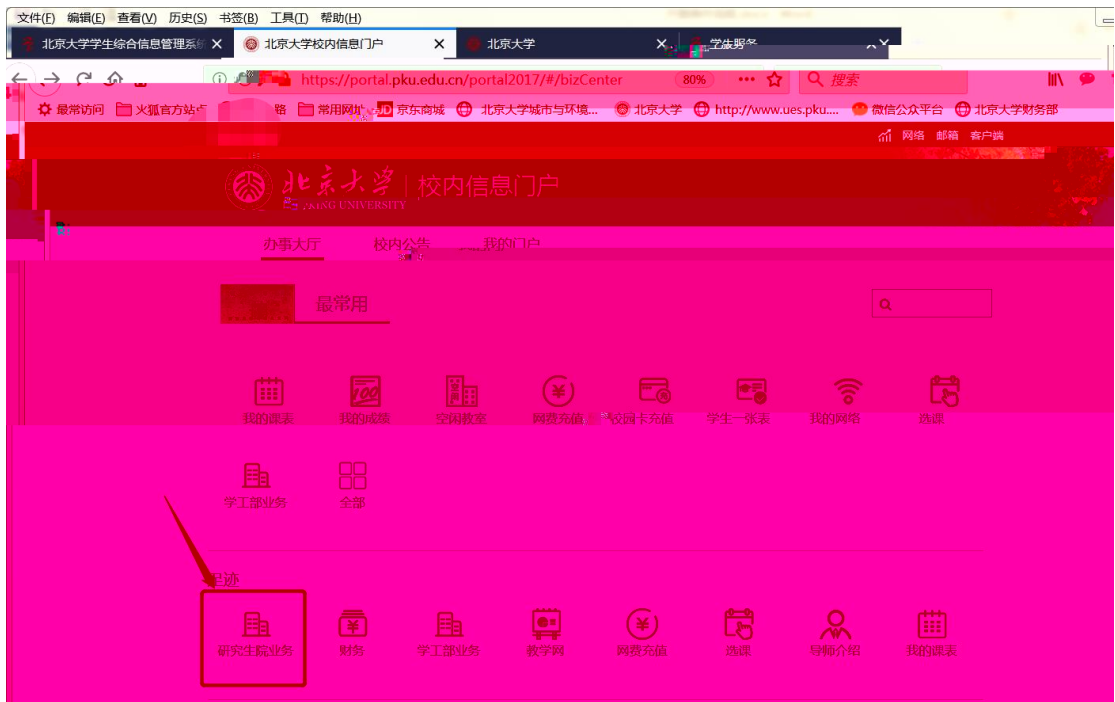 文件(F) 编辑(E) 查看(V) 历史(S) 书签(B) 工具(T) 帮助(H)
北京大学学生综合信息管理系统 × 北京大学校内信息门户 × 北京大学 ×
https://portal.pku.edu.cn/portal2017/#/bizCenter 80% ••• 搜索
最常访问 火狐官方站点 常用网址 JD 京东商城 北京大学城市与环境... 北京大学 http://www.ues.pku.... 微信公众平台 北京大学财务部
网络 邮箱 客户端
北京大学 校内信息门户
UNIVERSITY
办事大厅 校内公告 我的门户
最常用
我的课表 我的成绩 空闲教室 网费充值 校园卡充值 学生一张表 我的网络 选课
学工部业务 全部
足迹
研究生院业务 财务 学工部业务 教学网 网费充值 选课 导师介绍 我的课表